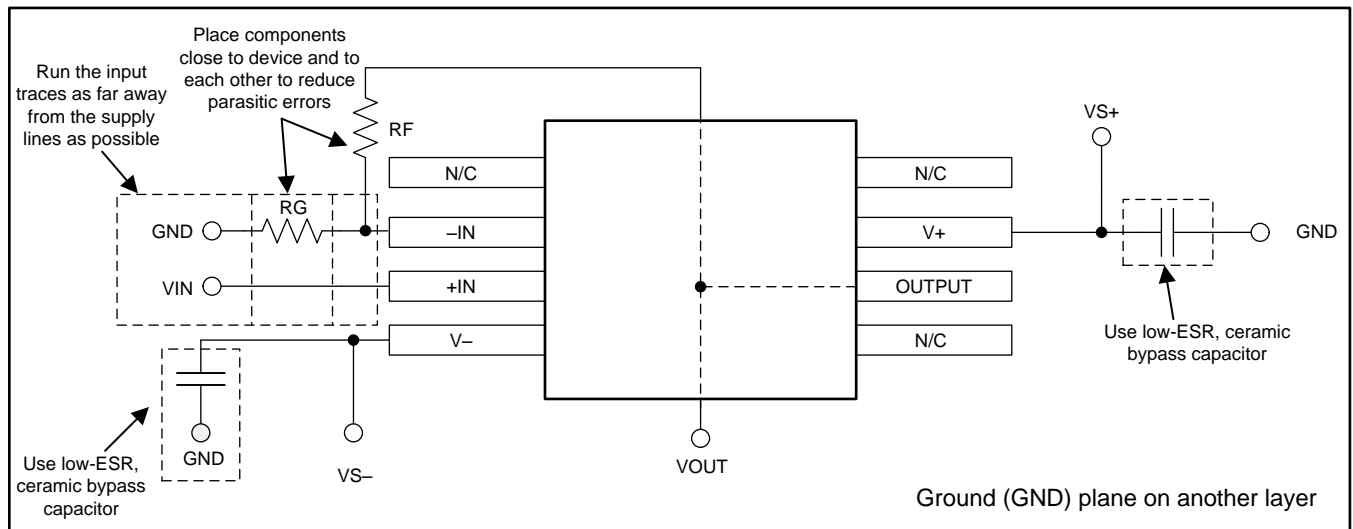 Place components
close to device and to
each other to reduce
parasitic errors
Run the input
traces as far away
from the supply
lines as possible
RF
N/C
RG
GND
–IN
VIN
+IN
V–
GND
Use low-ESR,
ceramic bypass
capacitor
VS–
VOUT
N/C
V+
OUTPUT
N/C
VS+
GND
Use low-ESR, ceramic
bypass capacitor
Ground (GND) plane on another layer